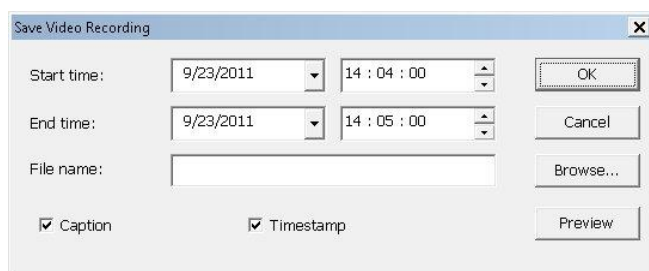 Save Video Recording
Start time: 9/23/2011 14 : 04 : 00 OK
End time: 9/23/2011 14 : 05 : 00 Cancel
File name: Browse...
Caption Timestamp Preview